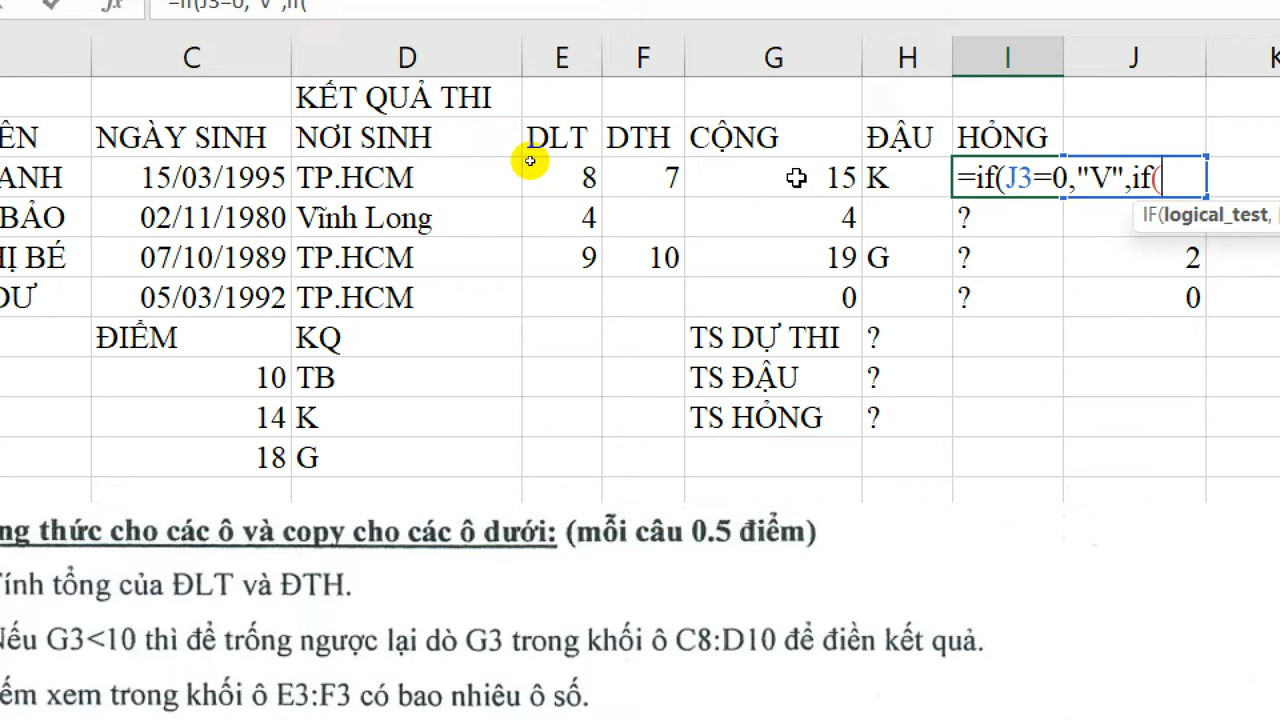 =if(J3=0,"V",if(
C D E F G H I J K
KẾT QUẢ THI
ÊN NGÀY SINH NƠI SINH DLT DTH CỘNG ĐẬU HỎNG
ANH 15/03/1995 TP.HCM 8 7 15 K =if(J3=0,"V",if(
BẢO 02/11/1980 Vĩnh Long 4 4 ?
IF(logical_test,
Ị BÉ 07/10/1989 TP.HCM 9 10 19 G ? 2
DƯ 05/03/1992 TP.HCM 0 ? 0
ĐIỂM KQ TS DỰ THI ?
10 TB TS ĐẬU ?
14 K TS HỎNG ?
18 G
ng thức cho các ô và copy cho các ô dưới: (mỗi câu 0.5 điểm)
Tính tổng của ĐLT và ĐTH.
Nếu G3<10 thì để trống ngược lại dò G3 trong khối ô C8:D10 để điền kết quả.
ếm xem trong khối ô E3:F3 có bao nhiêu ô số.